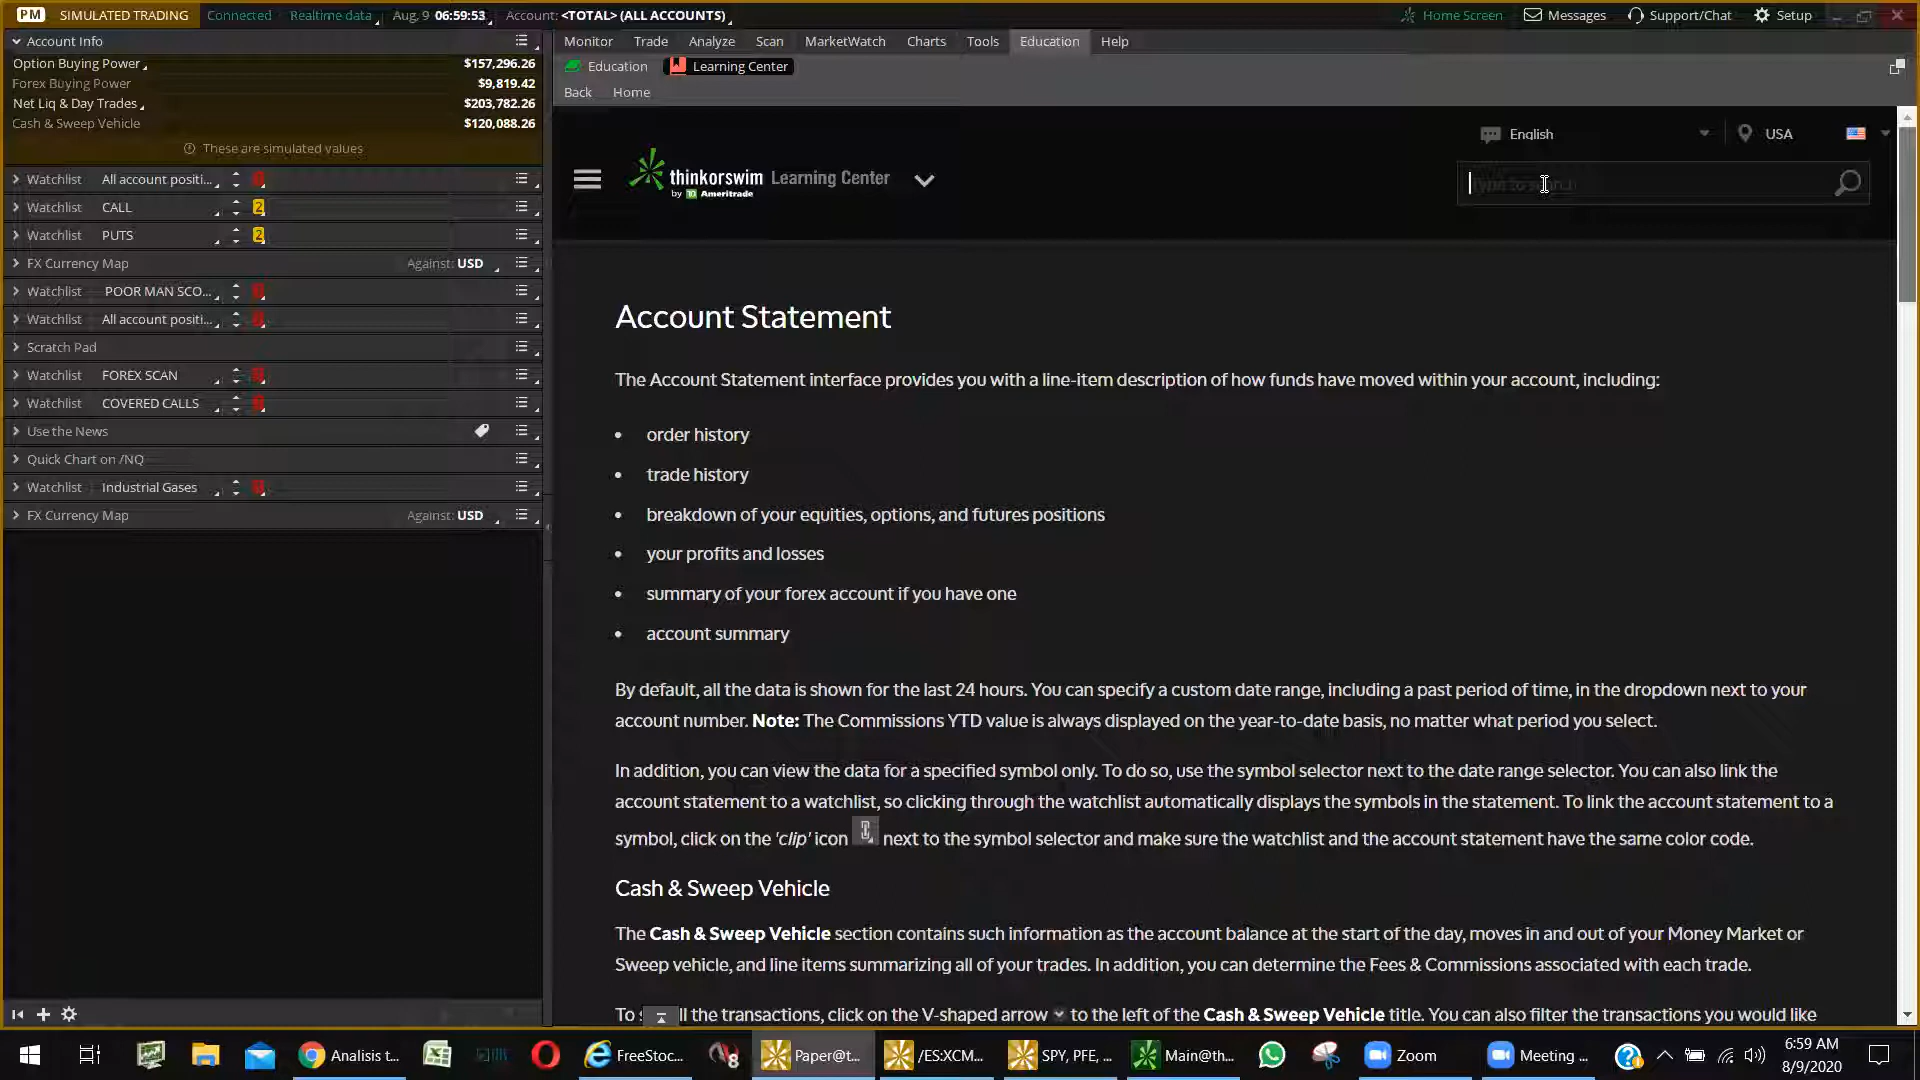 PM SIMULATED TRADING Connected Realtime data Aug, 9 06:59:53 Account: <TOTAL> (ALL ACCOUNTS) Home Screen Messages Support/Chat Setup
Account Info
Option Buying Power $157,296.26
Forex Buying Power $9,819.42
Net Liq & Day Trades $203,782.26
Cash & Sweep Vehicle $120,088.26
These are simulated values
Watchlist All account positi...
Watchlist CALL 2
Watchlist PUTS 2
FX Currency Map Against: USD
Watchlist POOR MAN SCO...
Watchlist All account positi...
Scratch Pad
Watchlist FOREX SCAN
Watchlist COVERED CALLS
Use the News
Quick Chart on /NQ
Watchlist Industrial Gases
FX Currency Map Against: USD
Monitor Trade Analyze Scan MarketWatch Charts Tools Education Help
Education Learning Center
Back Home
English USA
thinkorswim Learning Center
by TD Ameritrade
Type to search
Account Statement
The Account Statement interface provides you with a line-item description of how funds have moved within your account, including:
• order history
• trade history
• breakdown of your equities, options, and futures positions
• your profits and losses
• summary of your forex account if you have one
• account summary
By default, all the data is shown for the last 24 hours. You can specify a custom date range, including a past period of time, in the dropdown next to your
account number. Note: The Commissions YTD value is always displayed on the year-to-date basis, no matter what period you select.
In addition, you can view the data for a specified symbol only. To do so, use the symbol selector next to the date range selector. You can also link the
account statement to a watchlist, so clicking through the watchlist automatically displays the symbols in the statement. To link the account statement to a
symbol, click on the 'clip' icon next to the symbol selector and make sure the watchlist and the account statement have the same color code.
Cash & Sweep Vehicle
The Cash & Sweep Vehicle section contains such information as the account balance at the start of the day, moves in and out of your Money Market or
Sweep vehicle, and line items summarizing all of your trades. In addition, you can determine the Fees & Commissions associated with each trade.
To ll the transactions, click on the V-shaped arrow to the left of the Cash & Sweep Vehicle title. You can also filter the transactions you would like
Analisis t... FreeStoc... Paper@t... /ES:XCM... SPY, PFE, ... Main@th... Zoom Meeting ...
6:59 AM
8/9/2020